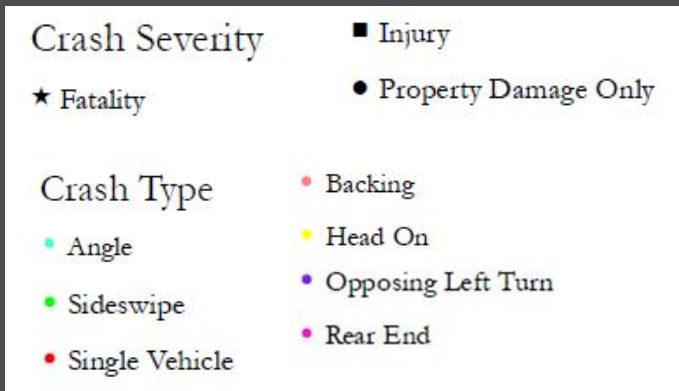 Crash Severity
Fatality
Injury
Property Damage Only
Crash Type
Angle
Sideswipe
Single Vehicle
Backing
Head On
Opposing Left Turn
Rear End